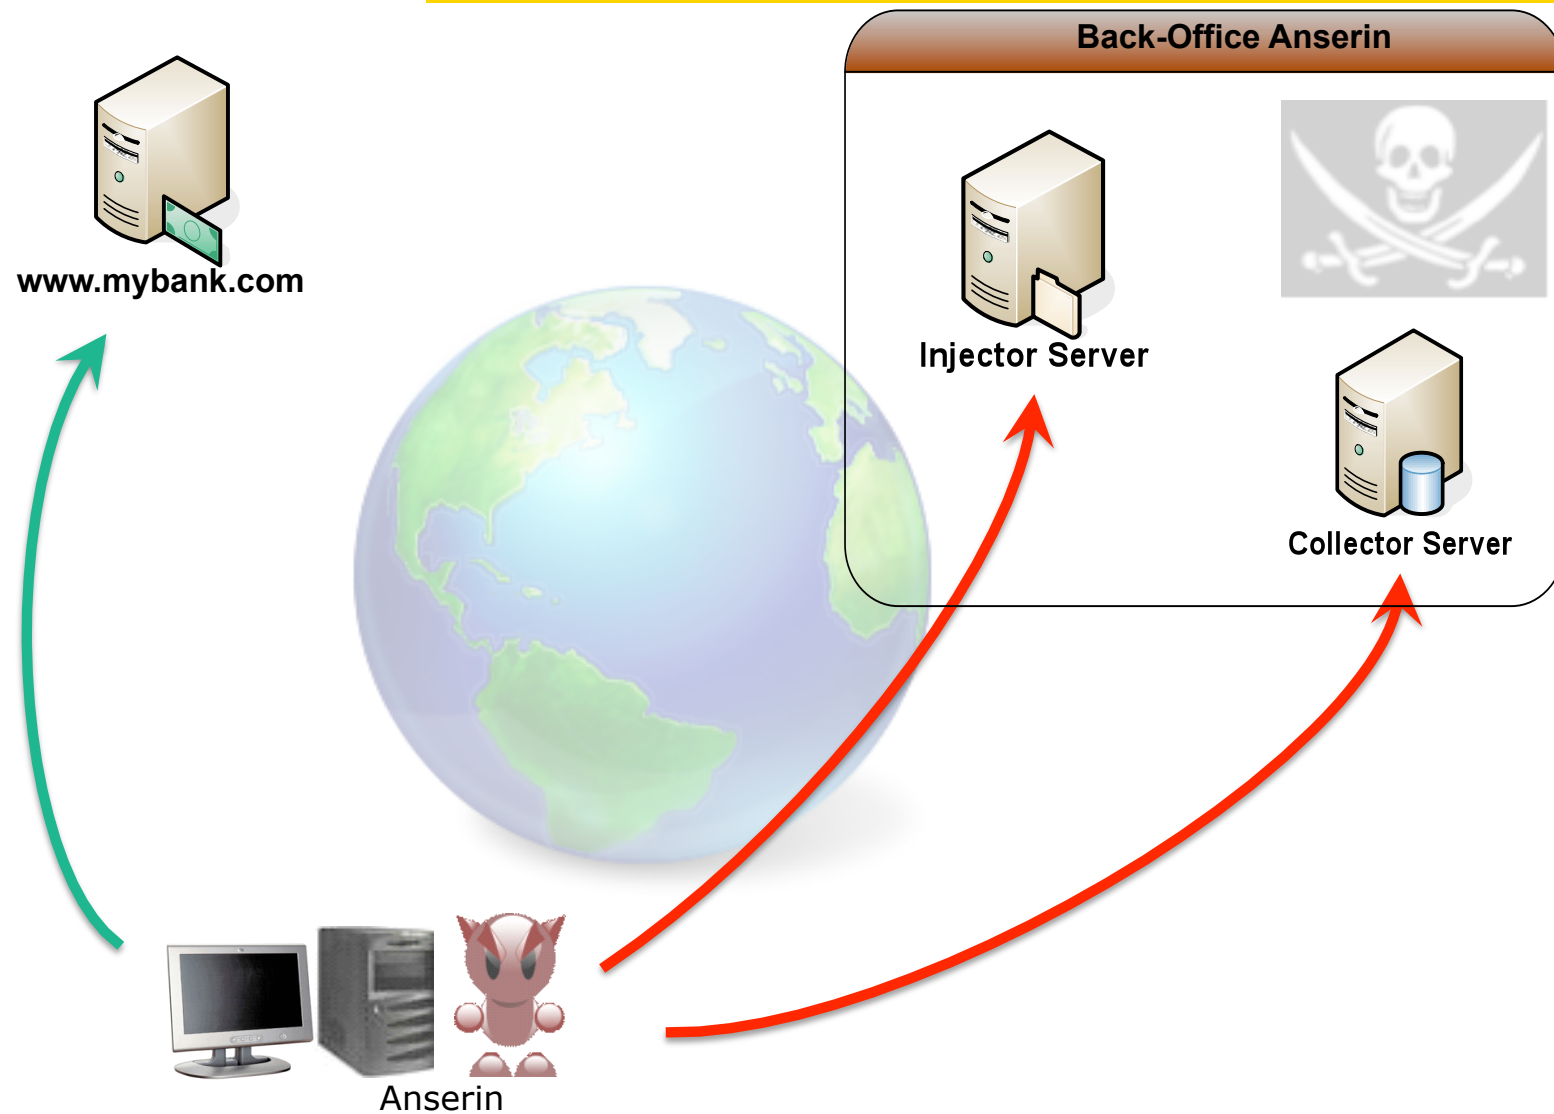 Back-Office Anserin
www.mybank.com
Injector Server
Collector Server
Anserin